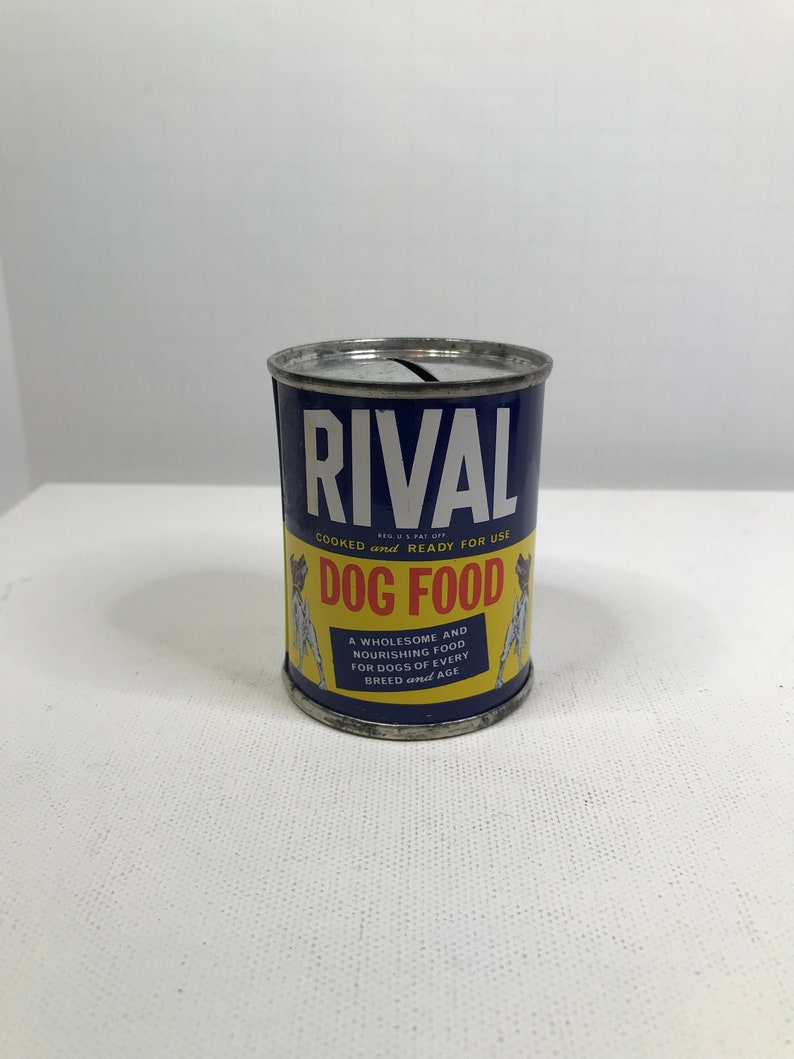 RIVAL
REG. U.S. PAT. OFF.
COOKED and READY FOR USE
DOG FOOD
A WHOLESOME AND
NOURISHING FOOD
FOR DOGS OF EVERY
BREED and AGE